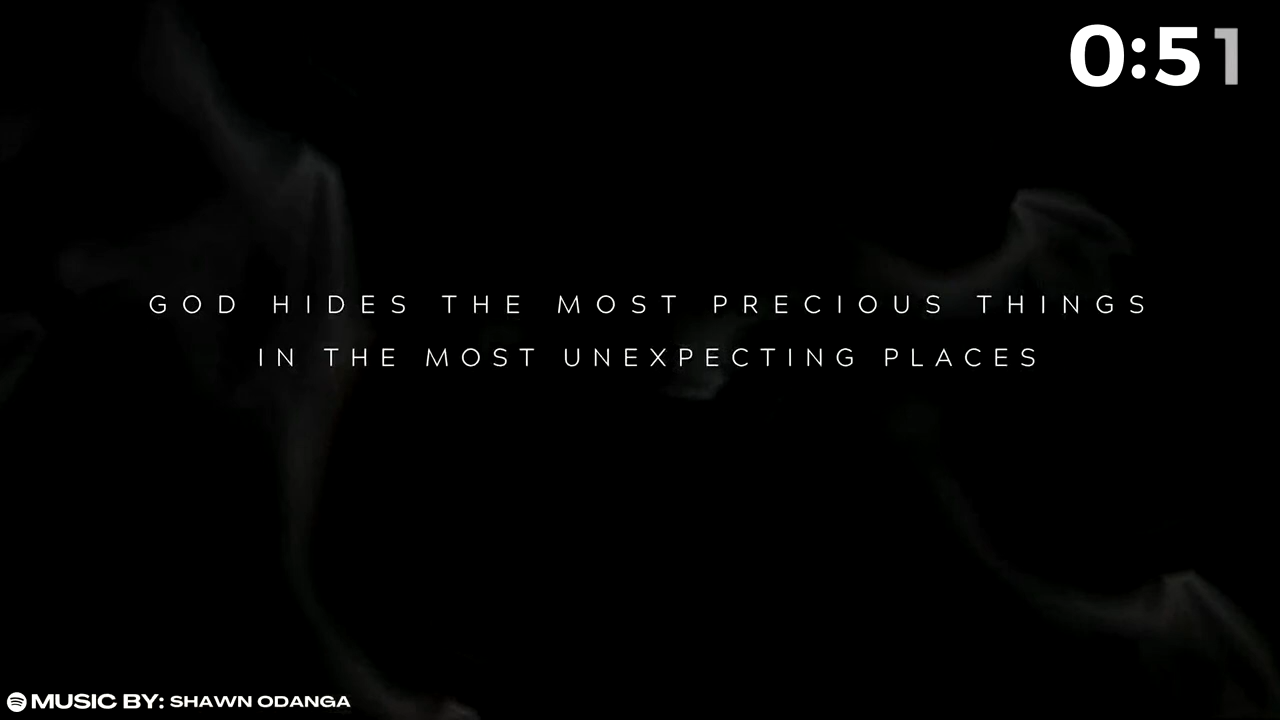 0:51
GOD HIDES THE MOST PRECIOUS THINGS
IN THE MOST UNEXPECTING PLACES
MUSIC BY: SHAWN ODANGA